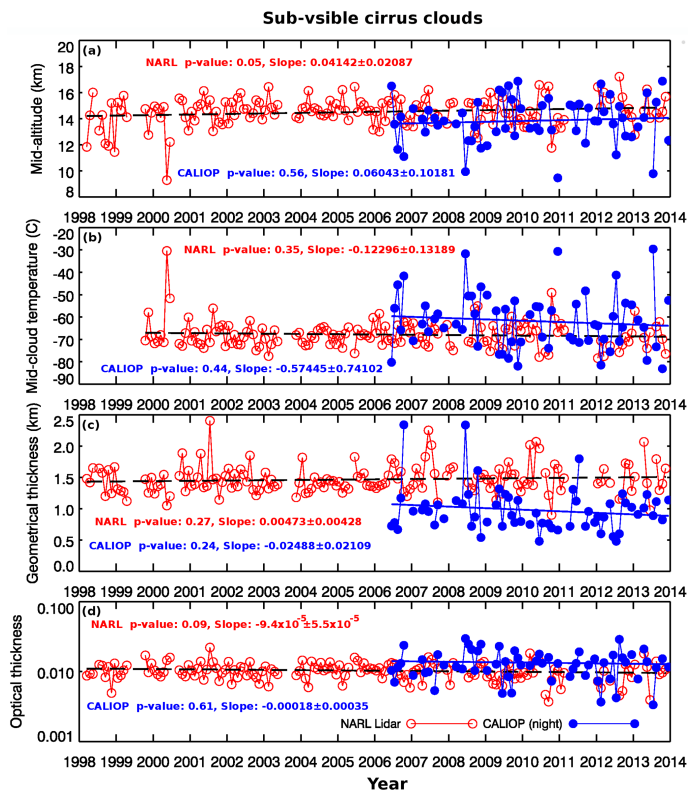 Sub-vsible cirrus clouds
(a)
NARL p-value: 0.05, Slope: 0.04142±0.02087
CALIOP p-value: 0.56, Slope: 0.06043±0.10181
Mid-altitude (km)
20
18
16
14
12
10
8
1998 1999 2000 2001 2002 2003 2004 2005 2006 2007 2008 2009 2010 2011 2012 2013 2014
(b)
NARL p-value: 0.35, Slope: -0.12296±0.13189
CALIOP p-value: 0.44, Slope: -0.57445±0.74102
Mid-cloud temperature (C)
-20
-30
-40
-50
-60
-70
-80
-90
1998 1999 2000 2001 2002 2003 2004 2005 2006 2007 2008 2009 2010 2011 2012 2013 2014
(c)
NARL p-value: 0.27, Slope: 0.00473±0.00428
CALIOP p-value: 0.24, Slope: -0.02488±0.02109
Geometrical thickness (km)
2.5
2.0
1.5
1.0
0.5
0.0
1998 1999 2000 2001 2002 2003 2004 2005 2006 2007 2008 2009 2010 2011 2012 2013 2014
(d)
NARL p-value: 0.09, Slope: -9.4x10-5±5.5x10-5
CALIOP p-value: 0.61, Slope: -0.00018±0.00035
NARL Lidar CALIOP (night)
Optical thickness
0.100
0.010
0.001
1998 1999 2000 2001 2002 2003 2004 2005 2006 2007 2008 2009 2010 2011 2012 2013 2014
Year